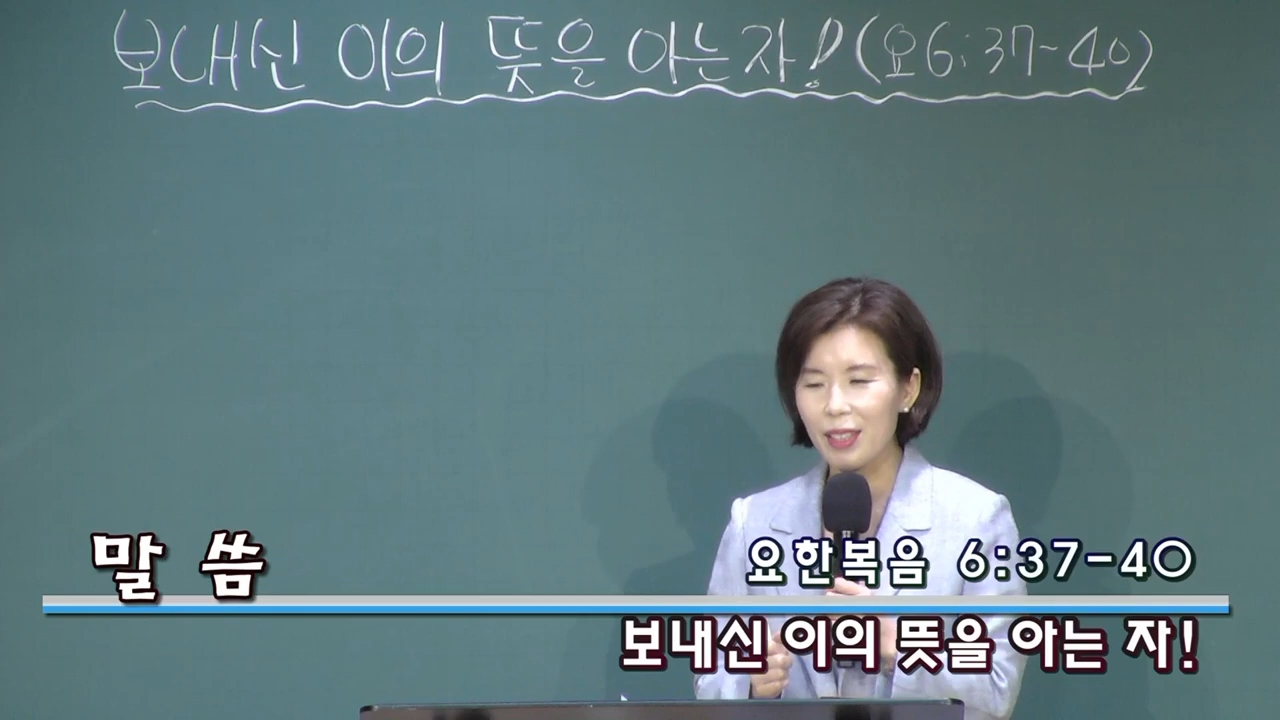 보내신 이의 뜻을 아는 자! (요6:37-40)
말 씀
요한복음 6:37-40
보내신 이의 뜻을 아는 자!